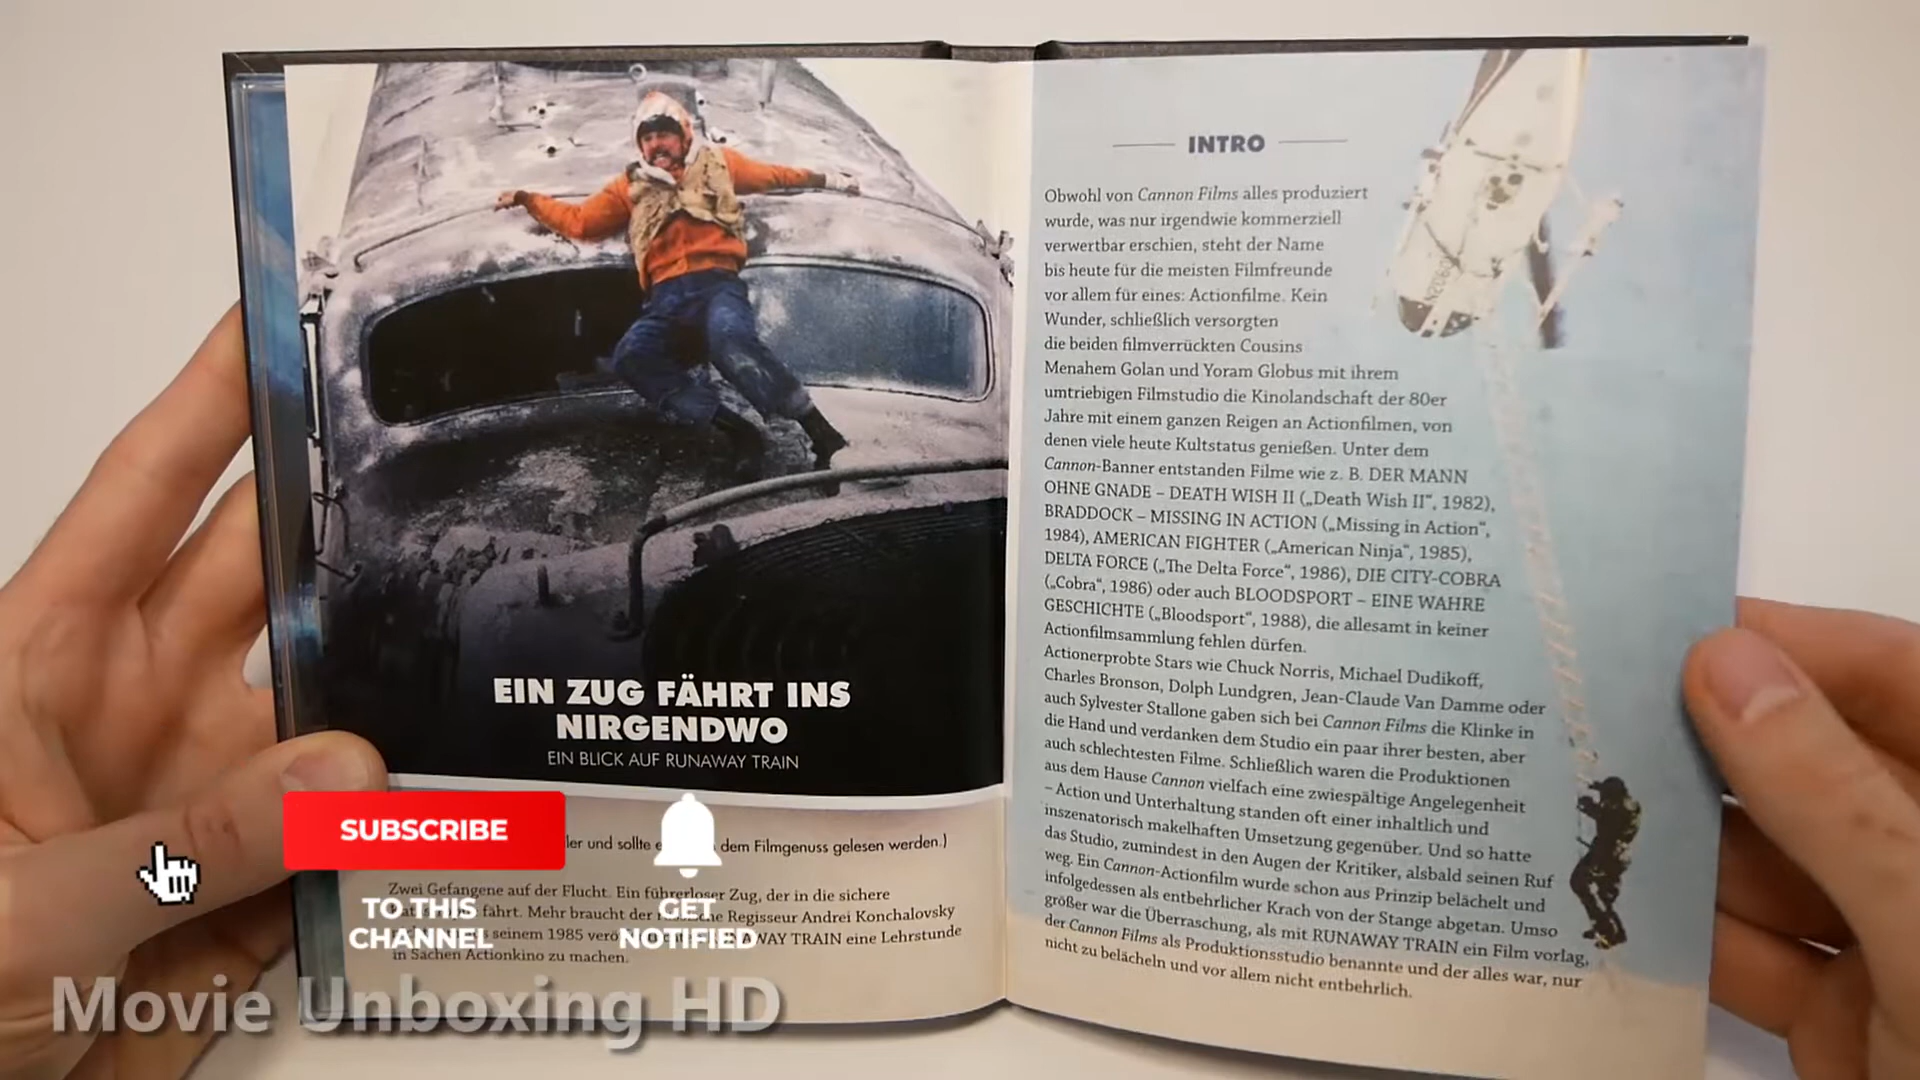 EIN ZUG FÄHRT INS
NIRGENDWO
EIN BLICK AUF RUNAWAY TRAIN
ler und sollte dem Filmgenuss gelesen werden.)
Zwei Gefangene auf der Flucht. Ein führerloser Zug, der in die sichere
fährt. Mehr braucht der Regisseur Andrei Konchalovsky
seinem 1985 RUNAWAY TRAIN eine Lehrstunde
in Sachen Actionkino zu machen.
INTRO
Obwohl von Cannon Films alles produziert
wurde, was nur irgendwie kommerziell
verwertbar erschien, steht der Name
bis heute für die meisten Filmfreunde
vor allem für eines: Actionfilme. Kein
Wunder, schließlich versorgten
die beiden filmverrückten Cousins
Menahem Golan und Yoram Globus mit ihrem
umtriebigen Filmstudio die Kinolandschaft der 80er
Jahre mit einem ganzen Reigen an Actionfilmen, von
denen viele heute Kultstatus genießen. Unter dem
Cannon-Banner entstanden Filme wie z. B. DER MANN
OHNE GNADE – DEATH WISH II („Death Wish II“, 1982),
BRADDOCK – MISSING IN ACTION („Missing in Action“,
1984), AMERICAN FIGHTER („American Ninja“, 1985),
DELTA FORCE („The Delta Force“, 1986), DIE CITY-COBRA
(„Cobra“, 1986) oder auch BLOODSPORT – EINE WAHRE
GESCHICHTE („Bloodsport“, 1988), die allesamt in keiner
Actionfilmsammlung fehlen dürfen.
Actionerprobte Stars wie Chuck Norris, Michael Dudikoff,
Charles Bronson, Dolph Lundgren, Jean-Claude Van Damme oder
auch Sylvester Stallone gaben sich bei Cannon Films die Klinke in
die Hand und verdanken dem Studio ein paar ihrer besten, aber
auch schlechtesten Filme. Schließlich waren die Produktionen
aus dem Hause Cannon vielfach eine zwiespältige Angelegenheit
– Action und Unterhaltung standen oft einer inhaltlich und
inszenatorisch makelhaften Umsetzung gegenüber. Und so hatte
das Studio, zumindest in den Augen der Kritiker, alsbald seinen Ruf
weg. Ein Cannon-Actionfilm wurde schon aus Prinzip belächelt und
infolgedessen als entbehrlicher Krach von der Stange abgetan. Umso
größer war die Überraschung, als mit RUNAWAY TRAIN ein Film vorlag,
der Cannon Films als Produktionsstudio benannte und der alles war, nur
nicht zu belächeln und vor allem nicht entbehrlich.
SUBSCRIBE
TO THIS
CHANNEL
GET
NOTIFIED
Movie Unboxing HD